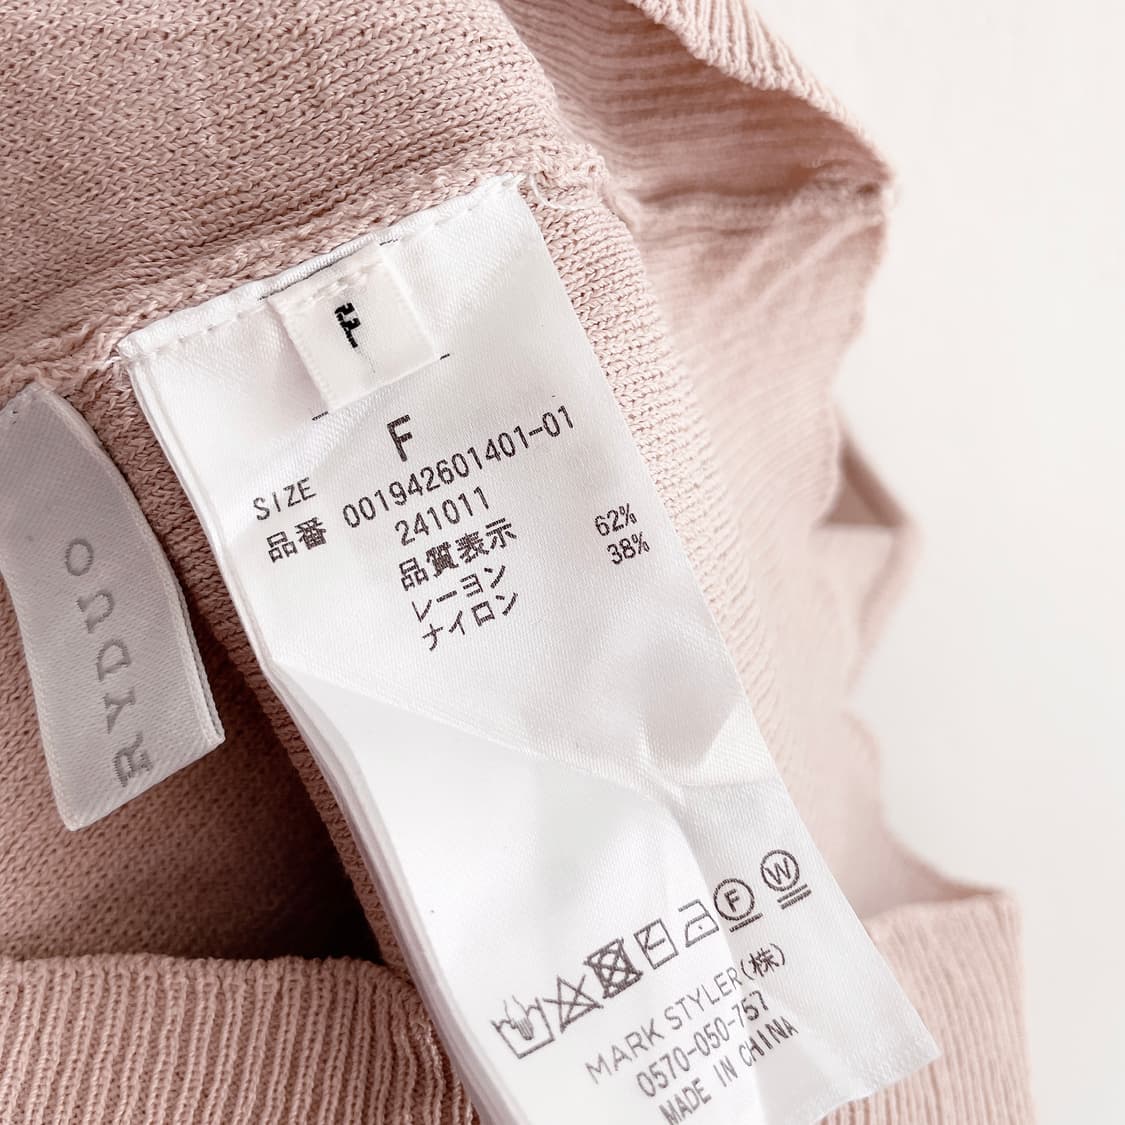 F
F
SIZE
品番 001942601401-01
241011
品質表示
レーヨン 62%
ナイロン 38%
F W
MARK STYLER(株)
0570-050-757
MADE IN CHINA
RYDUO